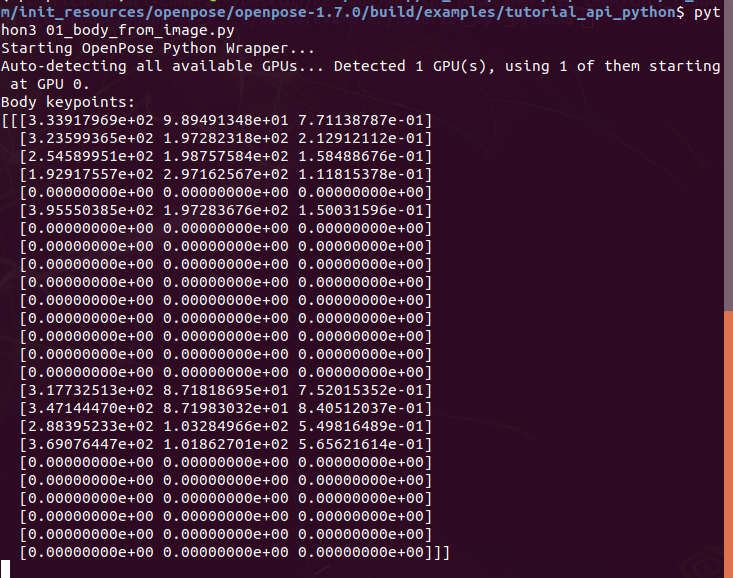 m/init_resources/openpose/openpose-1.7.0/build/examples/tutorial_api_python$ pyt
hon3 01_body_from_image.py
Starting OpenPose Python Wrapper...
Auto-detecting all available GPUs... Detected 1 GPU(s), using 1 of them starting
 at GPU 0.
Body keypoints:
[[[3.33917969e+02 9.89491348e+01 7.71138787e-01]
  [3.23599365e+02 1.97282318e+02 2.12912112e-01]
  [2.54589951e+02 1.98757584e+02 1.58488676e-01]
  [1.92917557e+02 2.97162567e+02 1.11815378e-01]
  [0.00000000e+00 0.00000000e+00 0.00000000e+00]
  [3.95550385e+02 1.97283676e+02 1.50031596e-01]
  [0.00000000e+00 0.00000000e+00 0.00000000e+00]
  [0.00000000e+00 0.00000000e+00 0.00000000e+00]
  [0.00000000e+00 0.00000000e+00 0.00000000e+00]
  [0.00000000e+00 0.00000000e+00 0.00000000e+00]
  [0.00000000e+00 0.00000000e+00 0.00000000e+00]
  [0.00000000e+00 0.00000000e+00 0.00000000e+00]
  [0.00000000e+00 0.00000000e+00 0.00000000e+00]
  [0.00000000e+00 0.00000000e+00 0.00000000e+00]
  [0.00000000e+00 0.00000000e+00 0.00000000e+00]
  [3.17732513e+02 8.71818695e+01 7.52015352e-01]
  [3.47144470e+02 8.71983032e+01 8.40512037e-01]
  [2.88395233e+02 1.03284966e+02 5.49816489e-01]
  [3.69076447e+02 1.01862701e+02 5.65621614e-01]
  [0.00000000e+00 0.00000000e+00 0.00000000e+00]
  [0.00000000e+00 0.00000000e+00 0.00000000e+00]
  [0.00000000e+00 0.00000000e+00 0.00000000e+00]
  [0.00000000e+00 0.00000000e+00 0.00000000e+00]
  [0.00000000e+00 0.00000000e+00 0.00000000e+00]
  [0.00000000e+00 0.00000000e+00 0.00000000e+00]]]